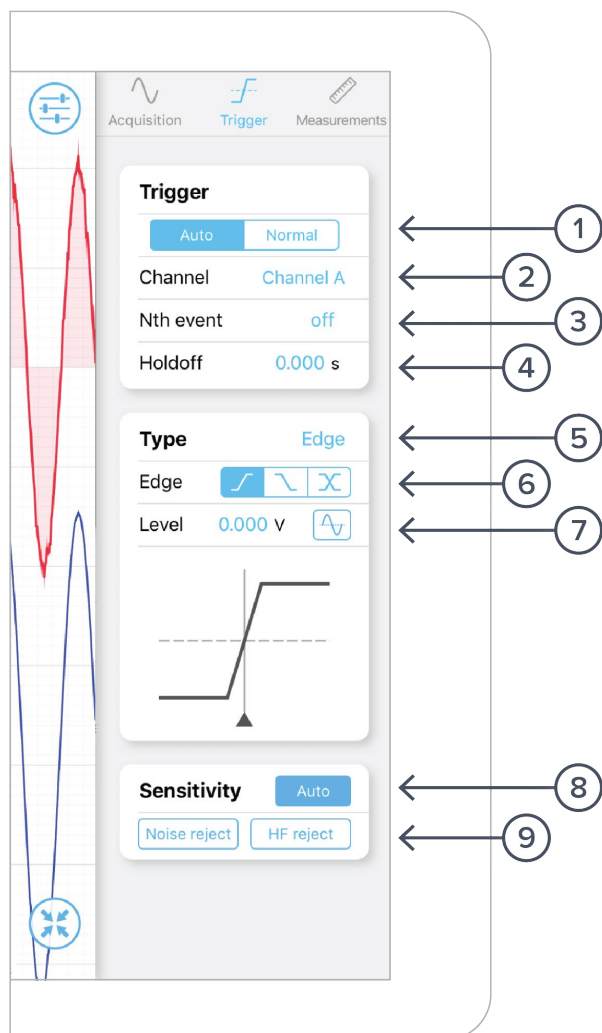 Acquisition Trigger Measurements
Trigger
Auto Normal
1
Channel Channel A
2
Nth event off
3
Holdoff 0.000 s
4
Type Edge
5
Edge
6
Level 0.000 V
7
Sensitivity Auto
8
Noise reject HF reject
9